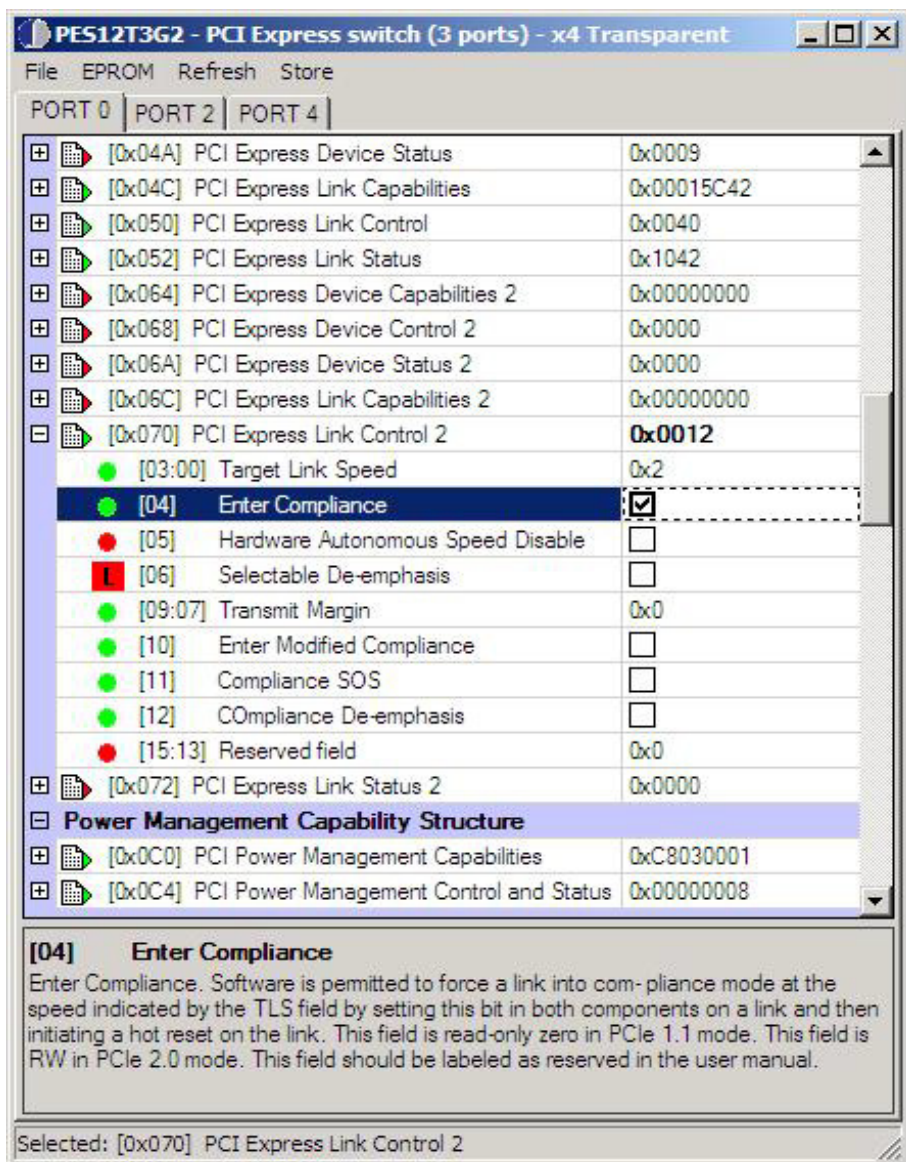 PES12T3G2 - PCI Express switch (3 ports) - x4 Transparent
File EPROM Refresh Store
PORT 0 PORT 2 PORT 4
[0x04A] PCI Express Device Status 0x0009
[0x04C] PCI Express Link Capabilities 0x00015C42
[0x050] PCI Express Link Control 0x0040
[0x052] PCI Express Link Status 0x1042
[0x064] PCI Express Device Capabilities 2 0x00000000
[0x068] PCI Express Device Control 2 0x0000
[0x06A] PCI Express Device Status 2 0x0000
[0x06C] PCI Express Link Capabilities 2 0x00000000
[0x070] PCI Express Link Control 2 0x0012
[03:00] Target Link Speed 0x2
[04] Enter Compliance
[05] Hardware Autonomous Speed Disable
L [06] Selectable De-emphasis
[09:07] Transmit Margin 0x0
[10] Enter Modified Compliance
[11] Compliance SOS
[12] COmpliance De-emphasis
[15:13] Reserved field 0x0
[0x072] PCI Express Link Status 2 0x0000
Power Management Capability Structure
[0x0C0] PCI Power Management Capabilities 0xC8030001
[0x0C4] PCI Power Management Control and Status 0x00000008
[04] Enter Compliance
Enter Compliance. Software is pemitted to force a link into com- pliance mode at the
speed indicated by the TLS field by setting this bit in both components on a link and then
initiating a hot reset on the link. This field is read-only zero in PCIe 1.1 mode. This field is
RW in PCIe 2.0 mode. This field should be labeled as reserved in the user manual.
Selected: [0x070] PCI Express Link Control 2